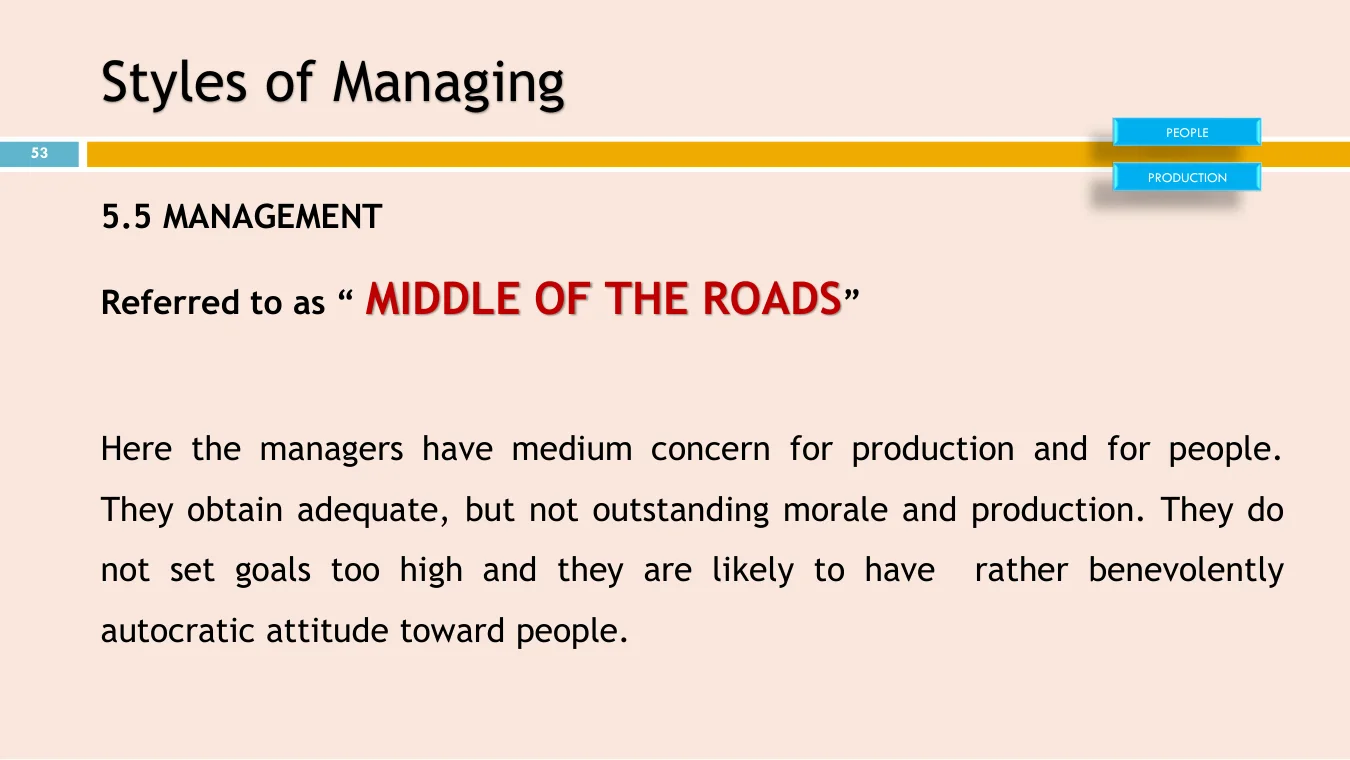 Styles of Managing
PEOPLE
53
PRODUCTION
5.5 MANAGEMENT
Referred to as “ MIDDLE OF THE ROADS”
Here the managers have medium concern for production and for people.
They obtain adequate, but not outstanding morale and production. They do
not set goals too high and they are likely to have  rather benevolently
autocratic attitude toward people.